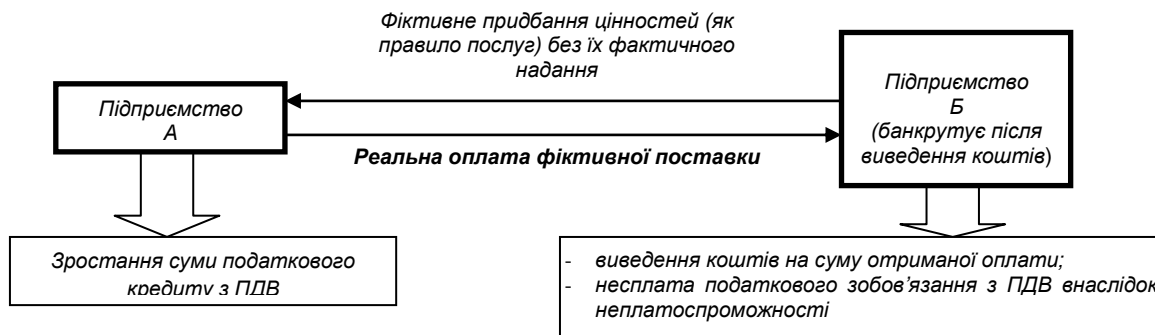 Фіктивне придбання цінностей (як
правило послуг) без їх фактичного
надання
Підприємство
А
Підприємство
Б
(банкрутує після
виведення коштів)
Реальна оплата фіктивної поставки
Зростання суми податкового
кредиту з ПДВ
- виведення коштів на суму отриманої оплати;
- несплата податкового зобов’язання з ПДВ внаслідок
неплатоспроможності